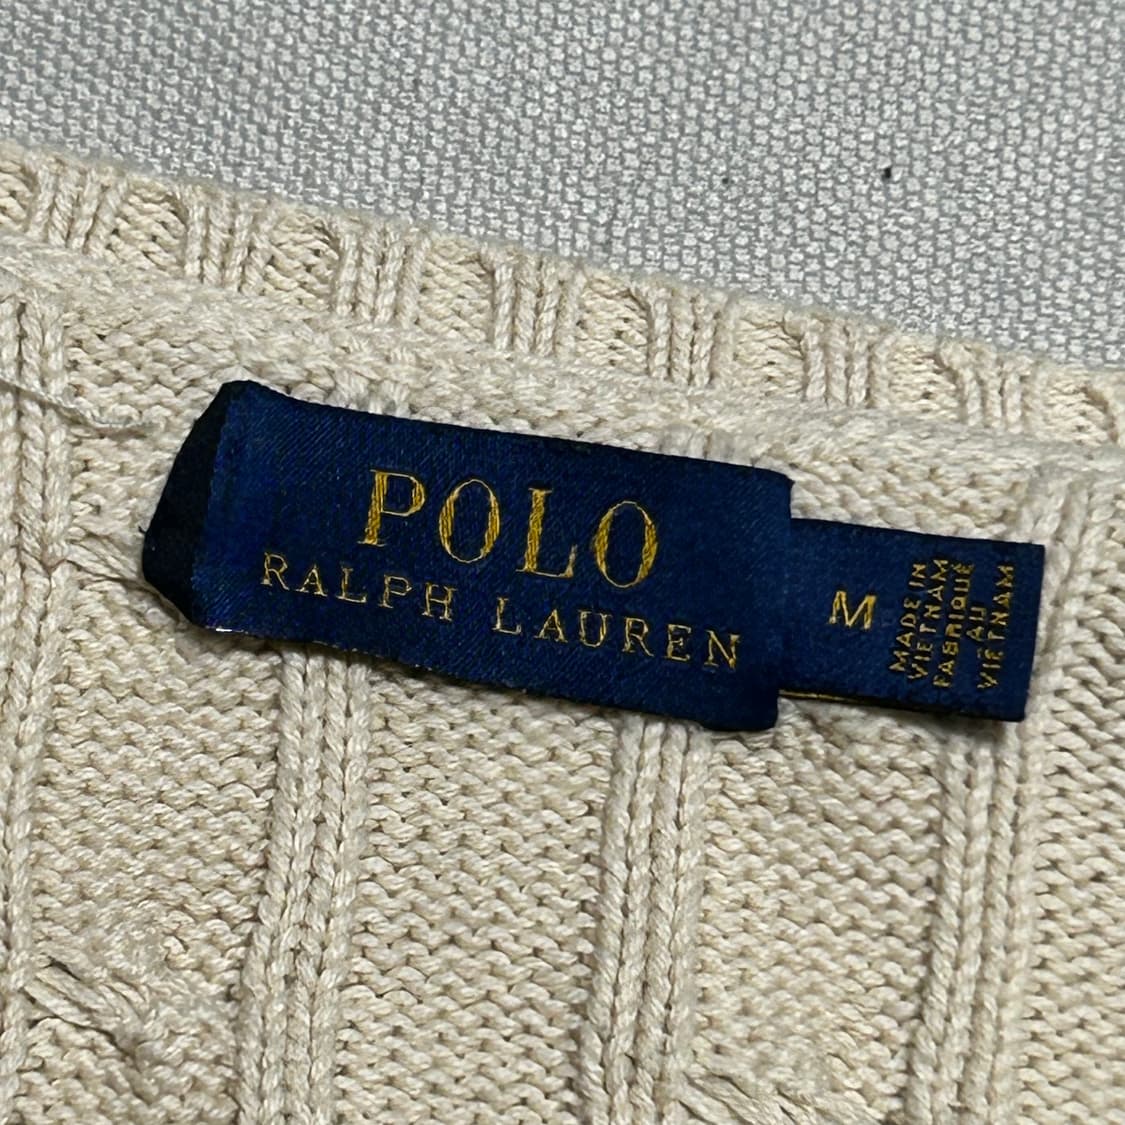 POLO
RALPH LAUREN
M
MADE IN
VIETNAM
FABRIQUÉ
AU
VIETNAM